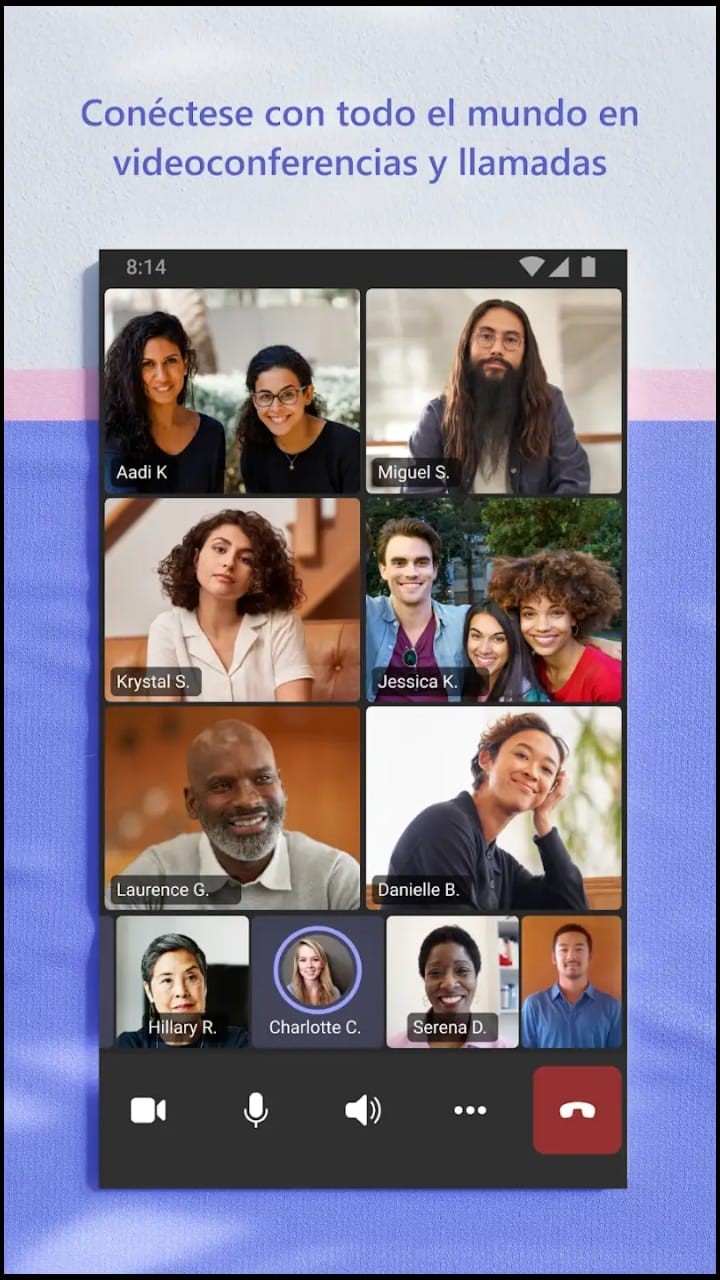 Conéctese con todo el mundo en
videoconferencias y llamadas
8:14
Aadi K
Miguel S.
Krystal S.
Jessica K.
Laurence G.
Danielle B.
Hillary R.
Charlotte C.
Serena D.